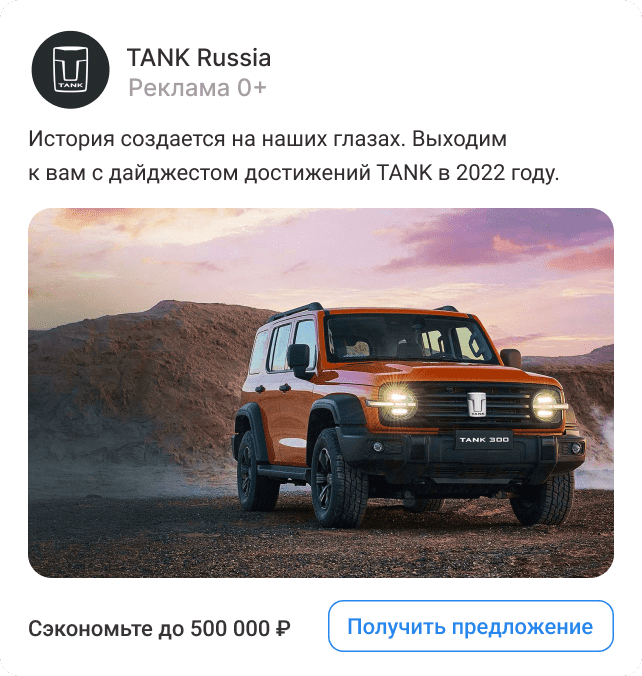 TANK
TANK Russia
Реклама 0+
История создается на наших глазах. Выходим
к вам с дайджестом достижений TANK в 2022 году.
TANK
TANK 300
Сэкономьте до 500 000 ₽
Получить предложение